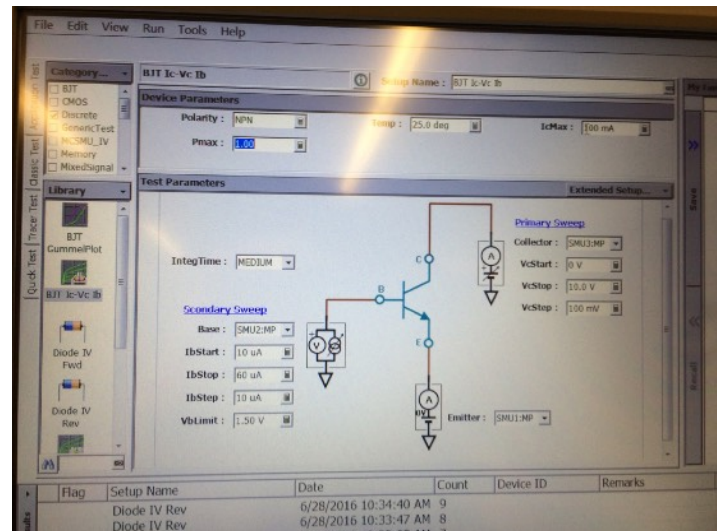 File Edit View Run Tools Help
Category...
BJT
CMOS
Discrete
GenericTest
MCSMU_IV
Memory
MixedSignal
Library
BJT
GummelPlot
BJT Ic-Vc Ib
Diode IV
Fwd
Diode IV
Rev
Quick Test
Tracer Test
Classic Test
Application Test
BJT Ic-Vc Ib
Setup Name : BJT Ic-Vc Ib
Device Parameters
Polarity : NPN
Temp : 25.0 deg
IcMax : 100 mA
Pmax : 1.00
Test Parameters
Extended Setup...
IntegTime : MEDIUM
Primary Sweep
Collector : SMU3:MP
VcStart : 0 V
VcStop : 10.0 V
VcStep : 100 mV
Scondary Sweep
Base : SMU2:MP
IbStart : 10 uA
IbStop : 60 uA
IbStep : 10 uA
VbLimit : 1.50 V
C
B
E
A
V
A
0V
Emitter : SMU1:MP
Save
Recall
Flag Setup Name Date Count Device ID Remarks
Diode IV Rev 6/28/2016 10:34:40 AM 9
Diode IV Rev 6/28/2016 10:33:47 AM 8